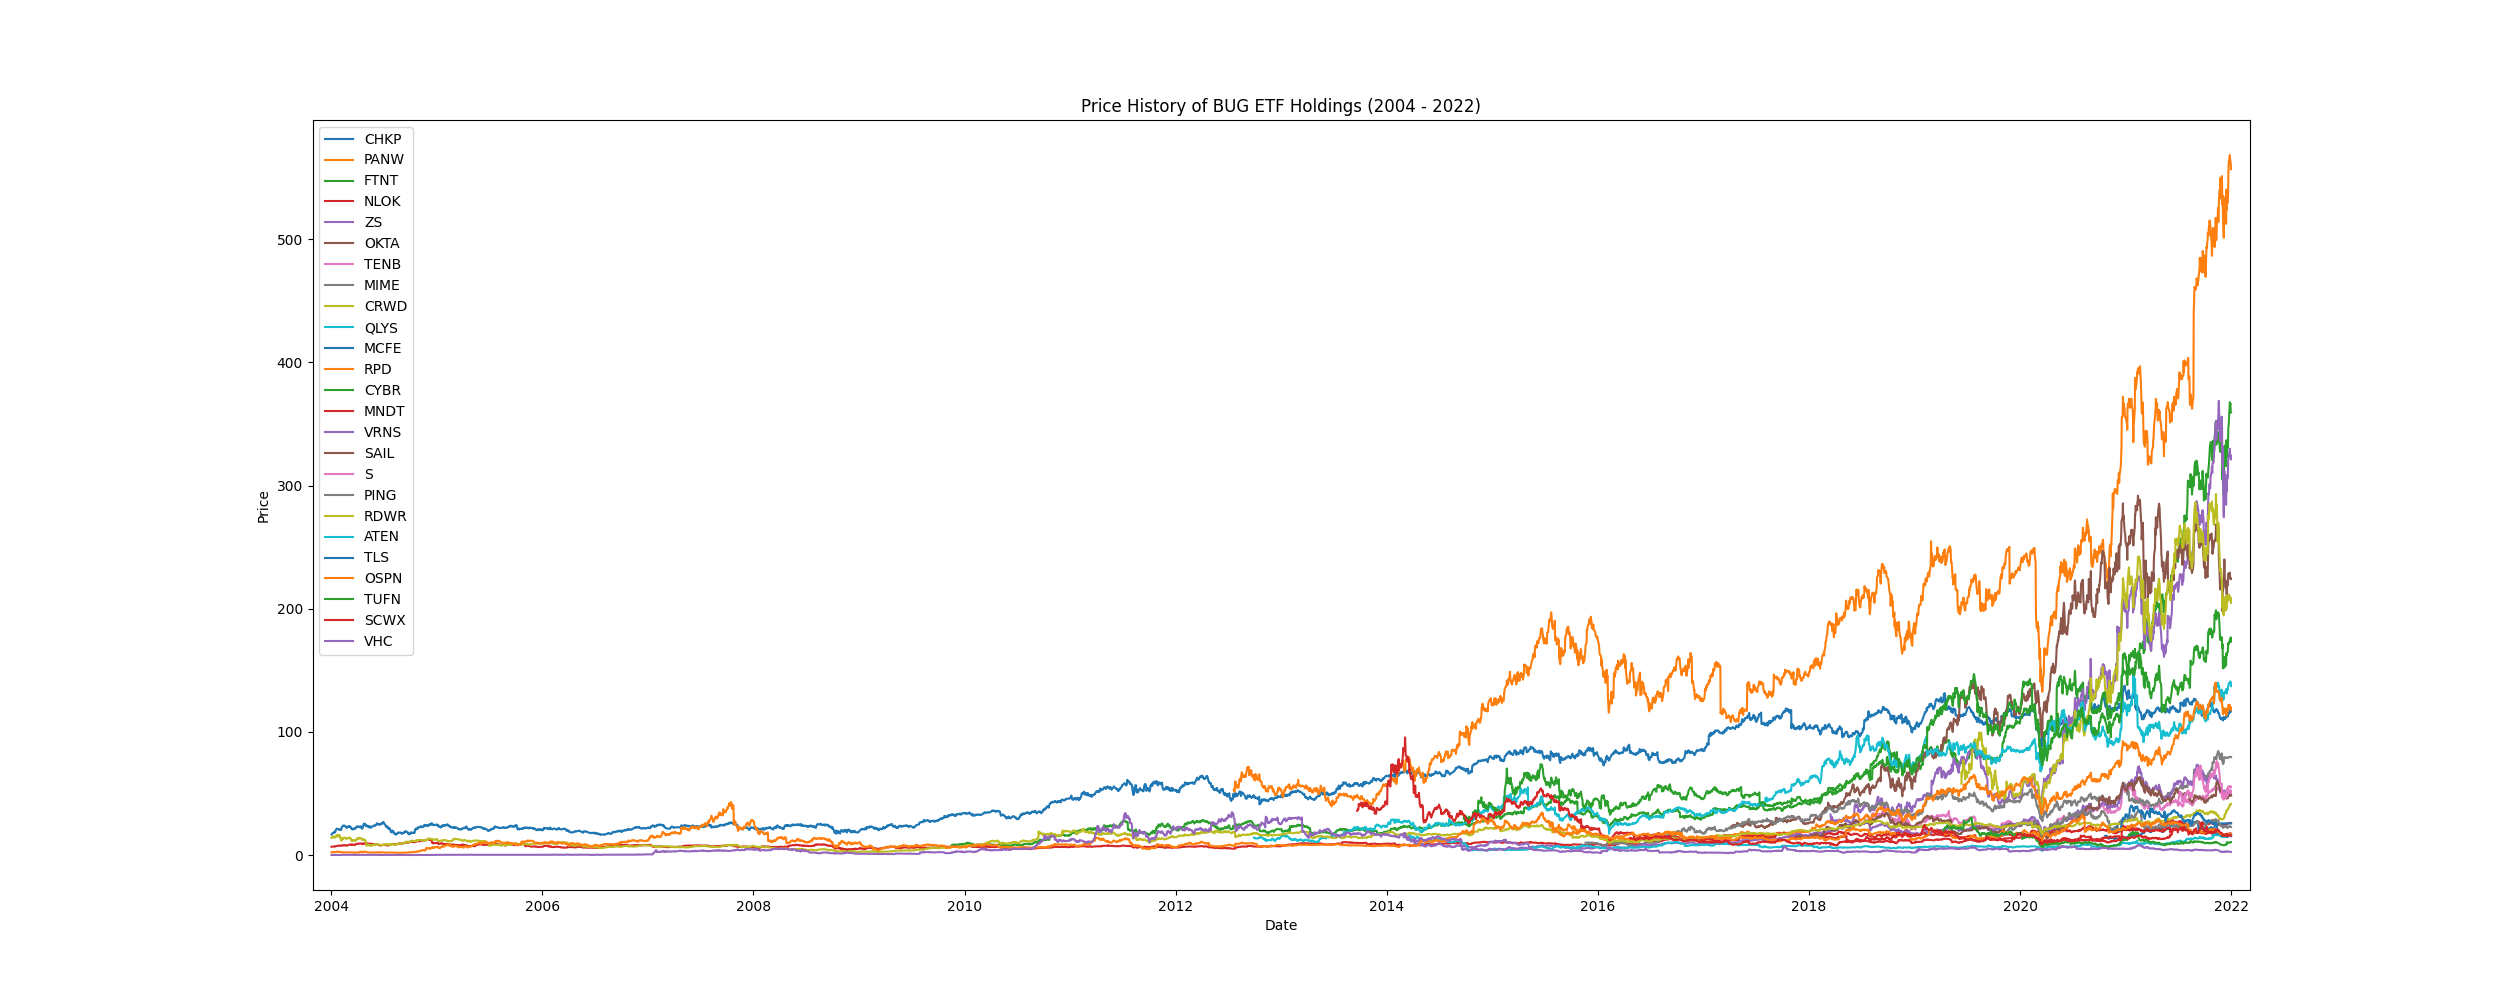 Price History of BUG ETF Holdings (2004 - 2022)
CHKP
PANW
FTNT
NLOK
ZS
OKTA
TENB
MIME
CRWD
QLYS
MCFE
RPD
CYBR
MNDT
VRNS
SAIL
S
PING
RDWR
ATEN
TLS
OSPN
TUFN
SCWX
VHC
500
400
300
200
100
0
Price
2004 2006 2008 2010 2012 2014 2016 2018 2020 2022
Date